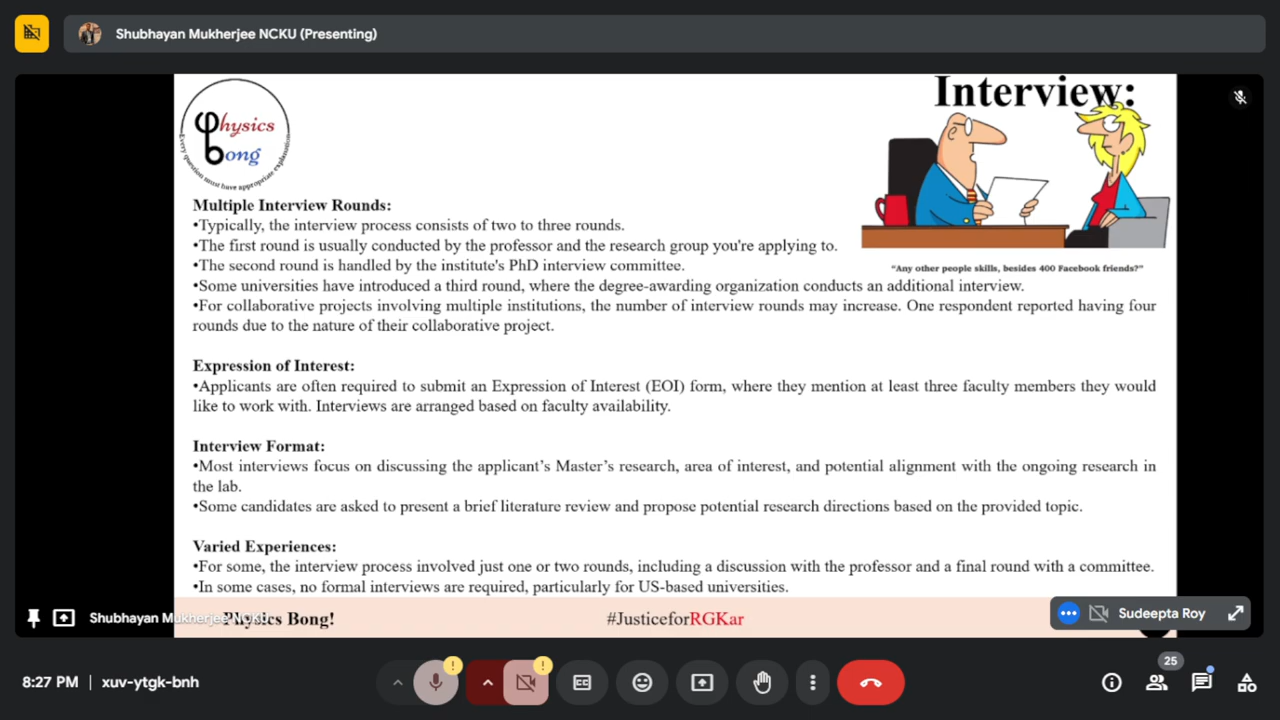 Shubhayan Mukherjee NCKU (Presenting)
Interview:
Physics
bong
Every question must have appropriate explanation
"Any other people skills, besides 400 Facebook friends?"
Multiple Interview Rounds:
•Typically, the interview process consists of two to three rounds.
•The first round is usually conducted by the professor and the research group you're applying to.
•The second round is handled by the institute's PhD interview committee.
•Some universities have introduced a third round, where the degree-awarding organization conducts an additional interview.
•For collaborative projects involving multiple institutions, the number of interview rounds may increase. One respondent reported having four
rounds due to the nature of their collaborative project.
Expression of Interest:
•Applicants are often required to submit an Expression of Interest (EOI) form, where they mention at least three faculty members they would
like to work with. Interviews are arranged based on faculty availability.
Interview Format:
•Most interviews focus on discussing the applicant's Master's research, area of interest, and potential alignment with the ongoing research in
the lab.
•Some candidates are asked to present a brief literature review and propose potential research directions based on the provided topic.
Varied Experiences:
•For some, the interview process involved just one or two rounds, including a discussion with the professor and a final round with a committee.
•In some cases, no formal interviews are required, particularly for US-based universities.
Shubhayan Mukherjee NCKU
Physics Bong!
#JusticeforRGKar
Sudeepta Roy
8:27 PM | xuv-ytgk-bnh
25